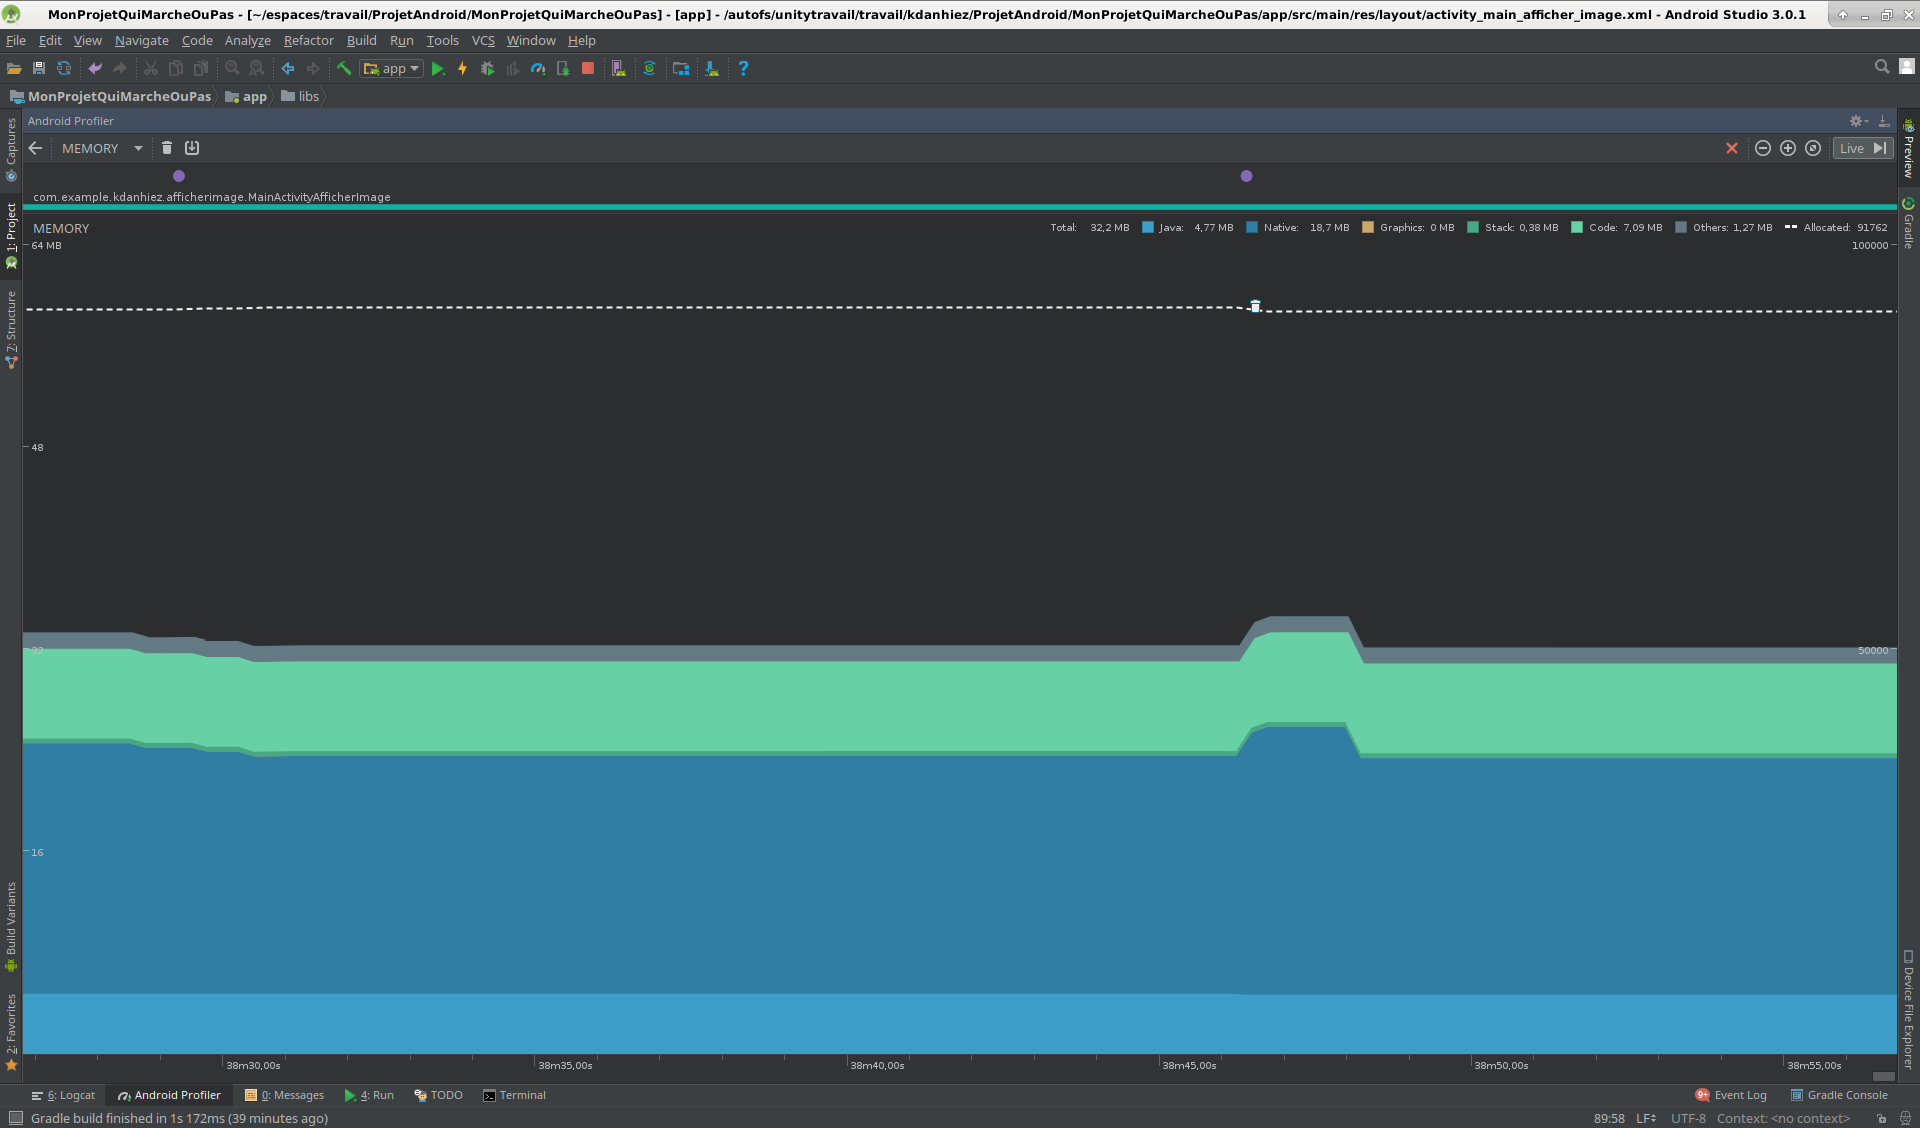 MonProjetQuiMarcheOuPas - [~/espaces/travail/ProjetAndroid/MonProjetQuiMarcheOuPas] - [app] - /autofs/unitytravail/travail/kdanhiez/ProjetAndroid/MonProjetQuiMarcheOuPas/app/src/main/res/layout/activity_main_afficher_image.xml - Android Studio 3.0.1
File Edit View Navigate Code Analyze Refactor Build Run Tools VCS Window Help
app
MonProjetQuiMarcheOuPas app libs
Android Profiler
MEMORY Live
com.example.kdanhiez.afficherimage.MainActivityAfficherImage
MEMORY Total: 32,2 MB Java: 4,77 MB Native: 18,7 MB Graphics: 0 MB Stack: 0,38 MB Code: 7,09 MB Others: 1,27 MB Allocated: 91762
64 MB 100000
48
32 50000
16
38m30,00s 38m35,00s 38m40,00s 38m45,00s 38m50,00s 38m55,00s
Captures
1: Project
7: Structure
Build Variants
2: Favorites
Preview
Gradle
Device File Explorer
6: Logcat Android Profiler 0: Messages 4: Run TODO Terminal 9+ Event Log Gradle Console
Gradle build finished in 1s 172ms (39 minutes ago) 89:58 LF UTF-8 Context: <no context>